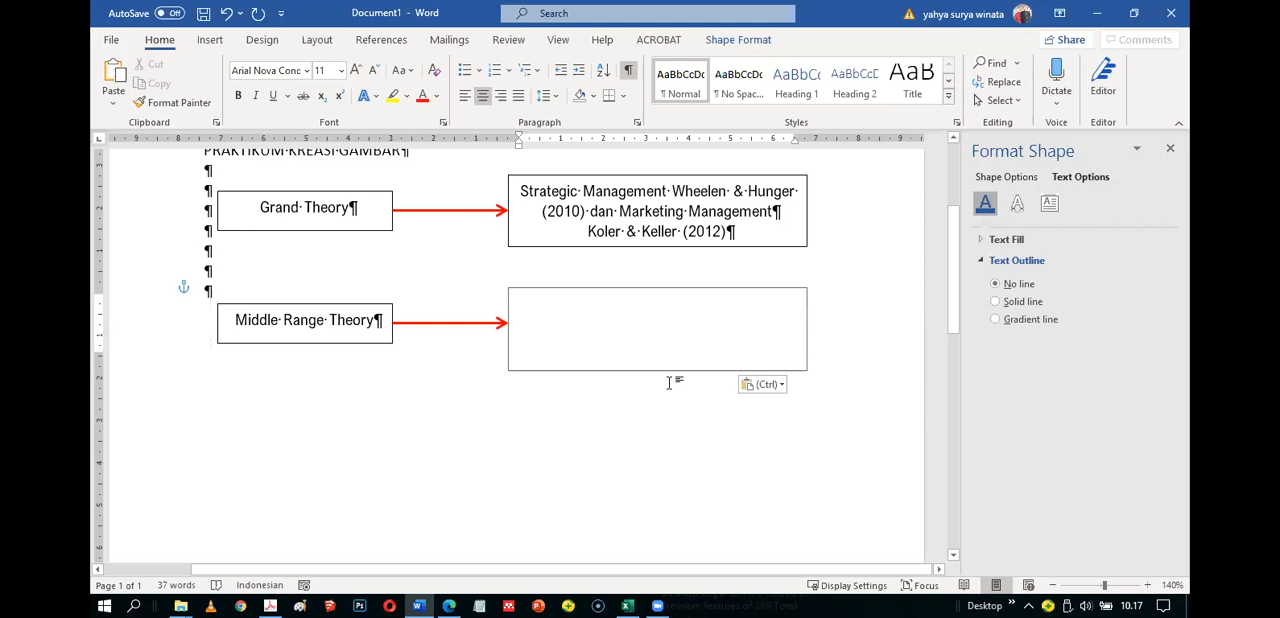 AutoSave Off Document1 - Word Search yahya surya winata
File Home Insert Design Layout References Mailings Review View Help ACROBAT Shape Format Share Comments
Paste Cut Copy Format Painter
Arial Nova Conc 11
AaBbCcDc AaBbCcDc AaBbC( AaBbCcD AaB
¶ Normal ¶ No Spac... Heading 1 Heading 2 Title
Find Replace Select Dictate Editor
Clipboard Font Paragraph Styles Editing Voice Editor
PRAKTIKUM·KREASI·GAMBAR¶
Grand·Theory¶
Strategic·Management·Wheelen·&·Hunger·
(2010)·dan·Marketing·Management¶
Koler·&·Keller·(2012)¶
Middle·Range·Theory¶
(Ctrl)
Format Shape
Shape Options Text Options
Text Fill
Text Outline
No line
Solid line
Gradient line
Page 1 of 1 37 words Indonesian Display Settings Focus 140%
Desktop 10.17